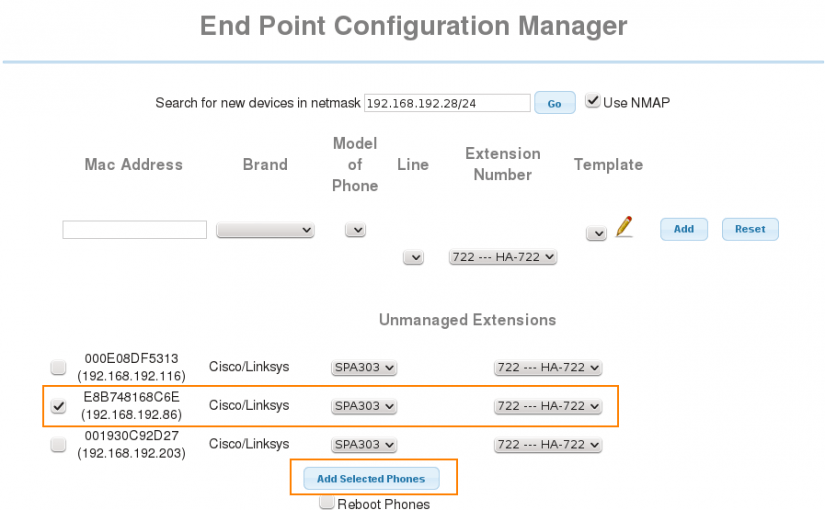 End Point Configuration Manager
Search for new devices in netmask 192.168.192.28/24 Go Use NMAP
Mac Address Brand Model of Phone Line Extension Number Template
Add Reset
722 --- HA-722
Unmanaged Extensions
000E08DF5313 (192.168.192.116) Cisco/Linksys SPA303 722 --- HA-722
E8B748168C6E (192.168.192.86) Cisco/Linksys SPA303 722 --- HA-722
001930C92D27 (192.168.192.203) Cisco/Linksys SPA303 722 --- HA-722
Add Selected Phones
Reboot Phones